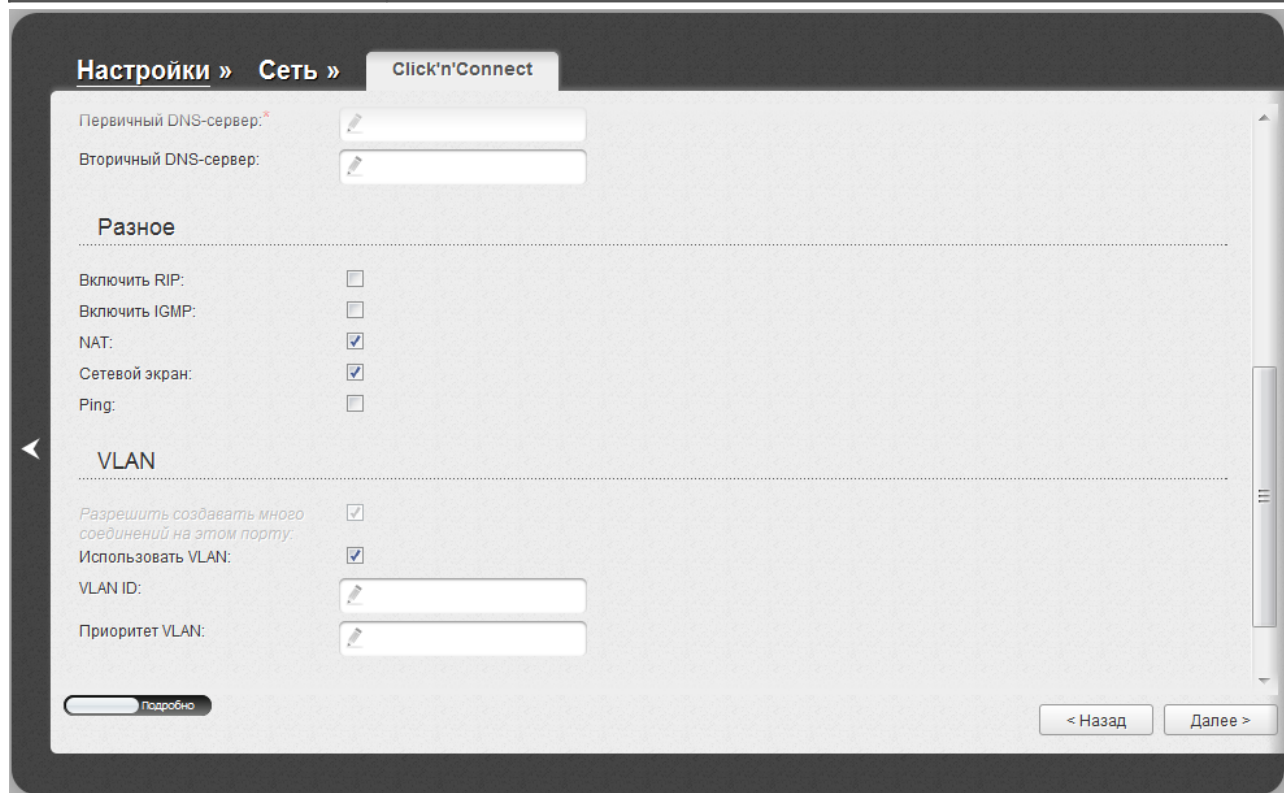 Настройки » Сеть » Click'n'Connect
Первичный DNS-сервер:*
Вторичный DNS-сервер:
Разное
Включить RIP:
Включить IGMP:
NAT:
Сетевой экран:
Ping:
VLAN
Разрешить создавать много
соединений на этом порту:
Использовать VLAN:
VLAN ID:
Приоритет VLAN:
Подробно
< Назад
Далее >